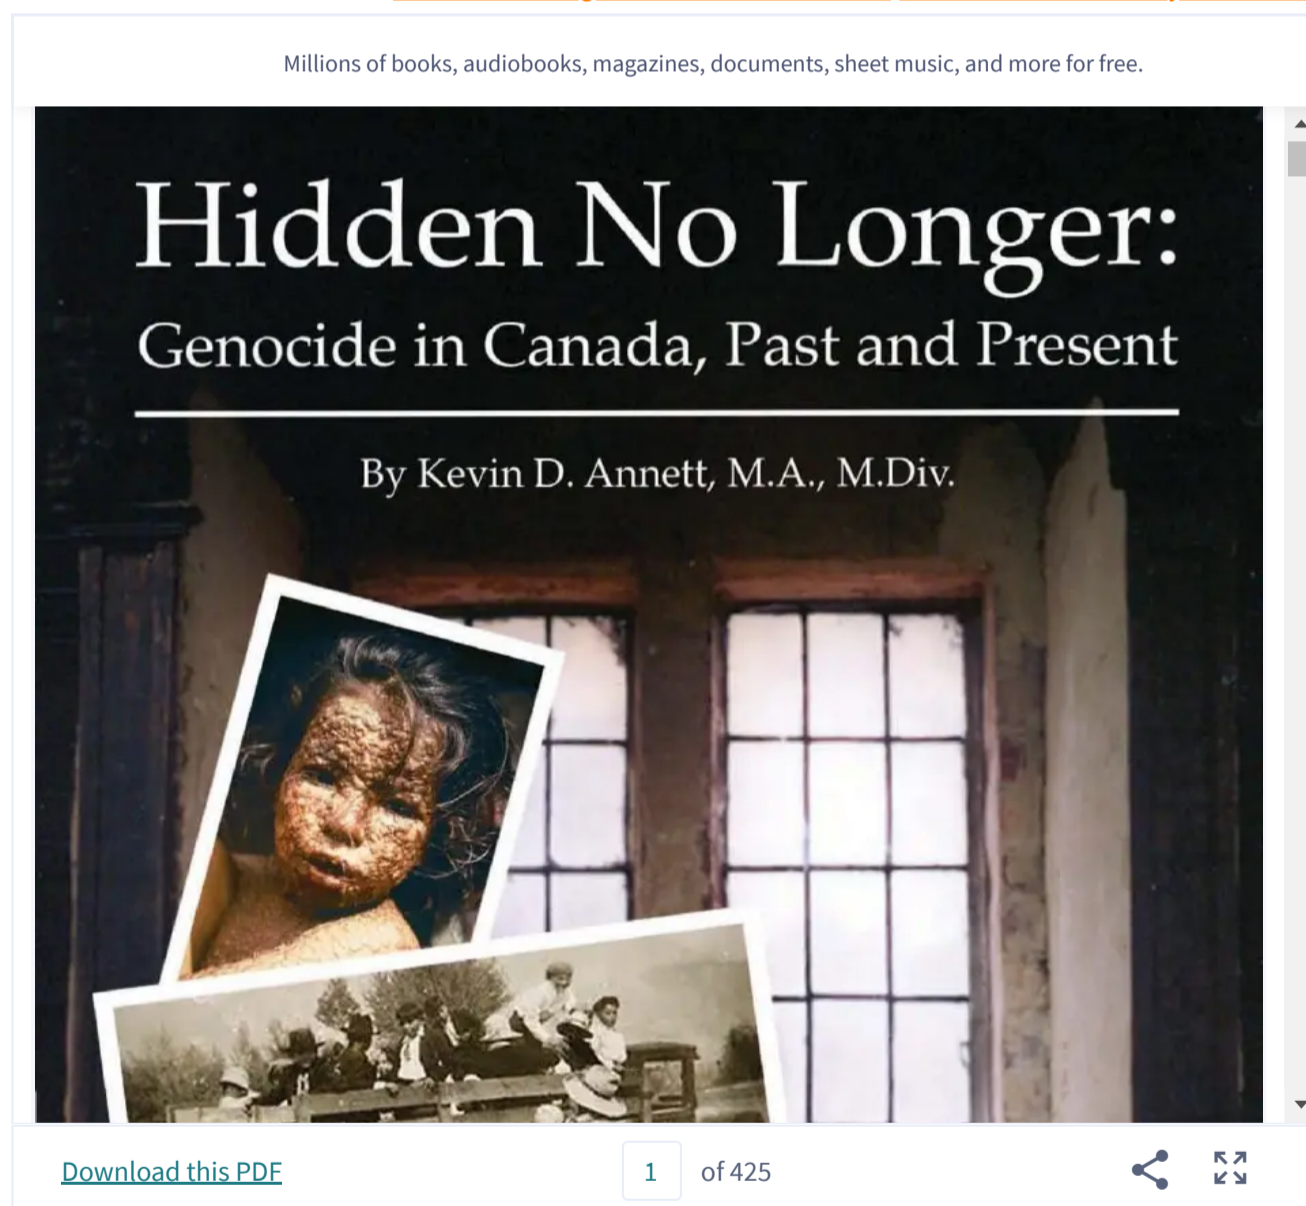 Millions of books, audiobooks, magazines, documents, sheet music, and more for free.
Hidden No Longer:
Genocide in Canada, Past and Present
By Kevin D. Annett, M.A., M.Div.
Download this PDF
1 of 425